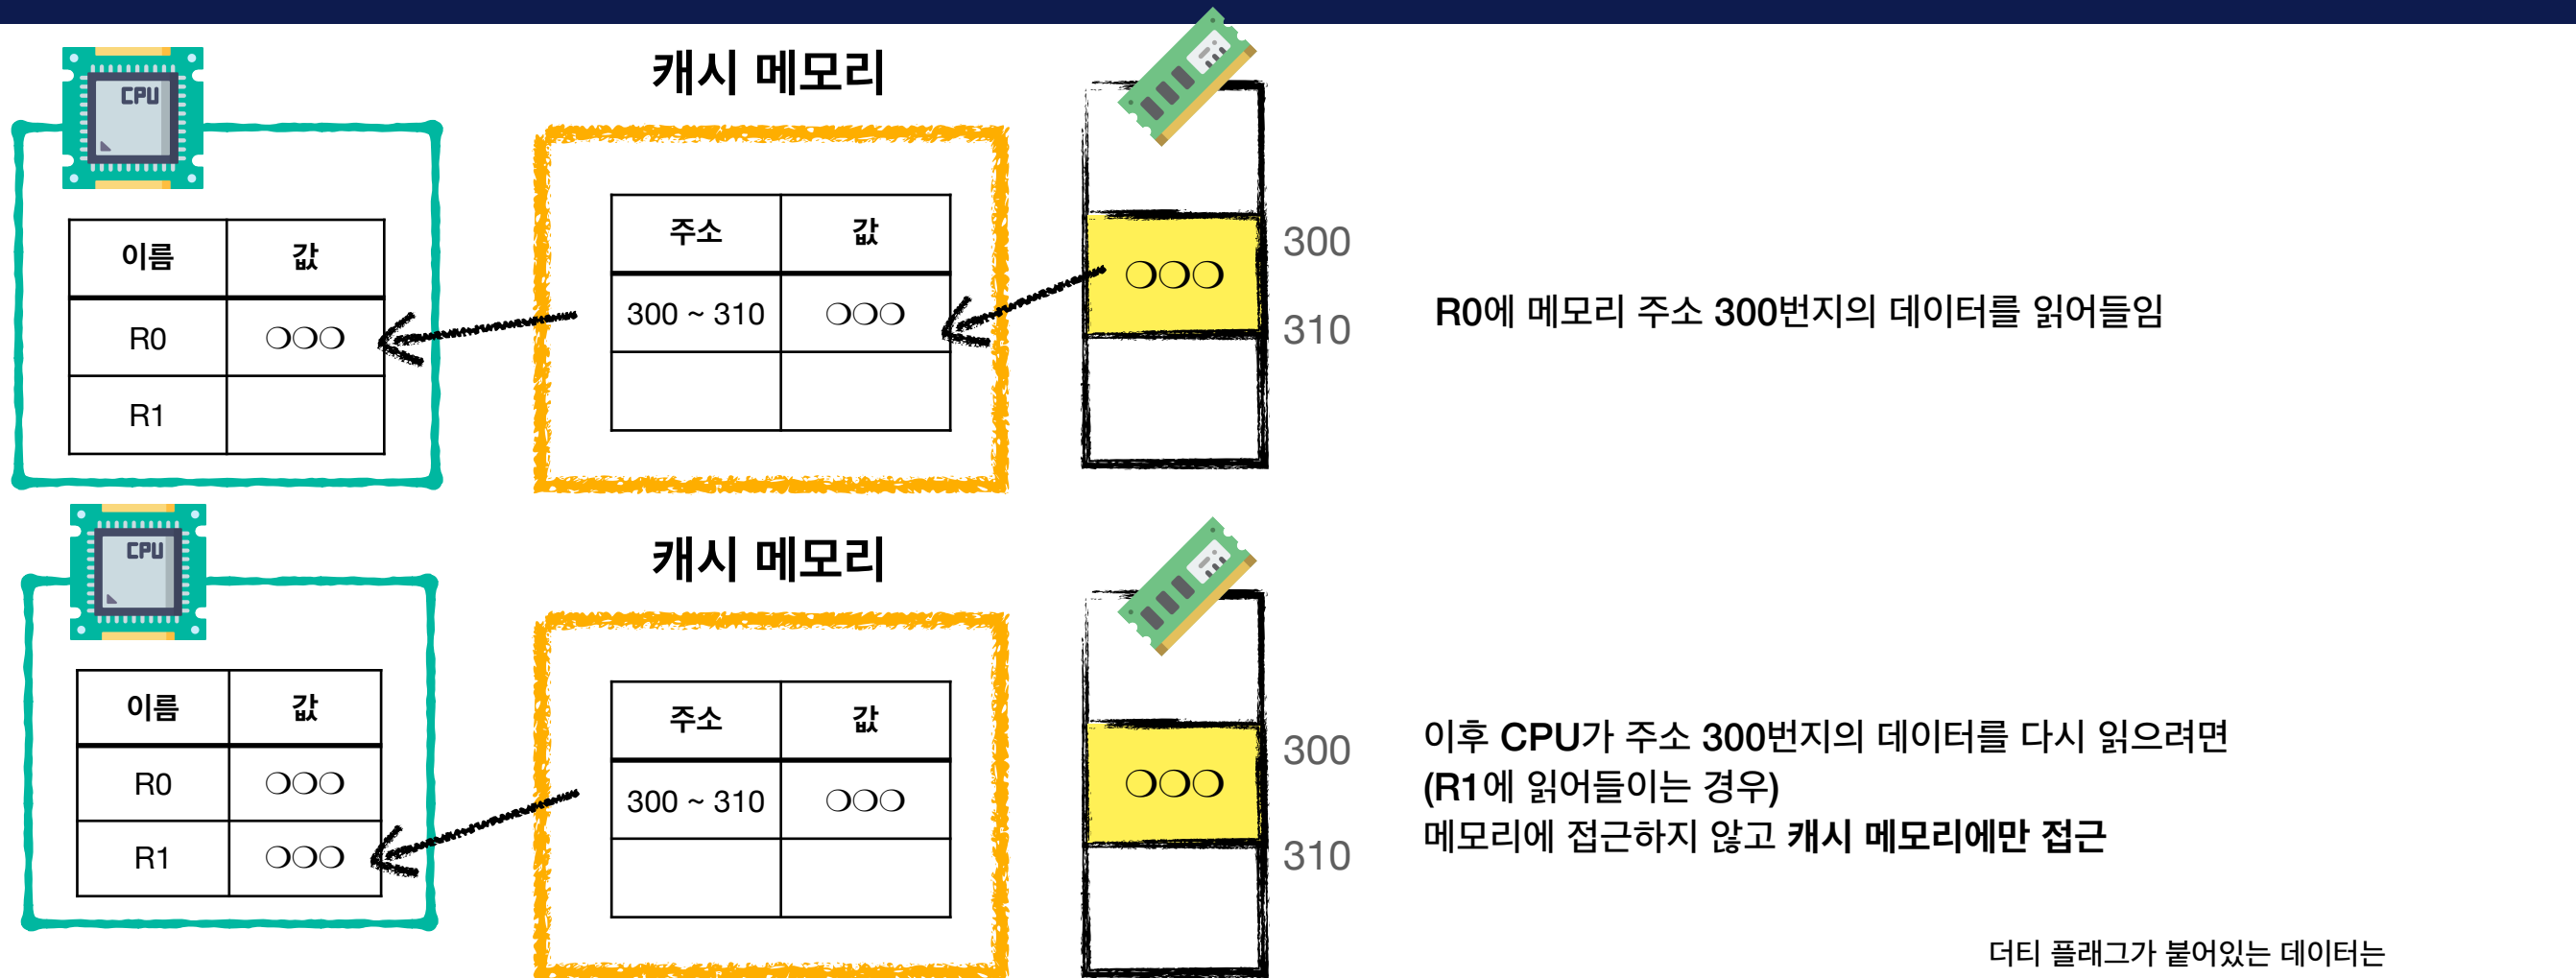 CPU
캐시 메모리
이름 값
R0 ❍❍❍
R1
주소 값
300 ~ 310 ❍❍❍
❍❍❍
300
310
R0에 메모리 주소 300번지의 데이터를 읽어들임
CPU
캐시 메모리
이름 값
R0 ❍❍❍
R1 ❍❍❍
주소 값
300 ~ 310 ❍❍❍
❍❍❍
300
310
이후 CPU가 주소 300번지의 데이터를 다시 읽으려면
(R1에 읽어들이는 경우)
메모리에 접근하지 않고 캐시 메모리에만 접근
더티 플래그가 붙어있는 데이터는